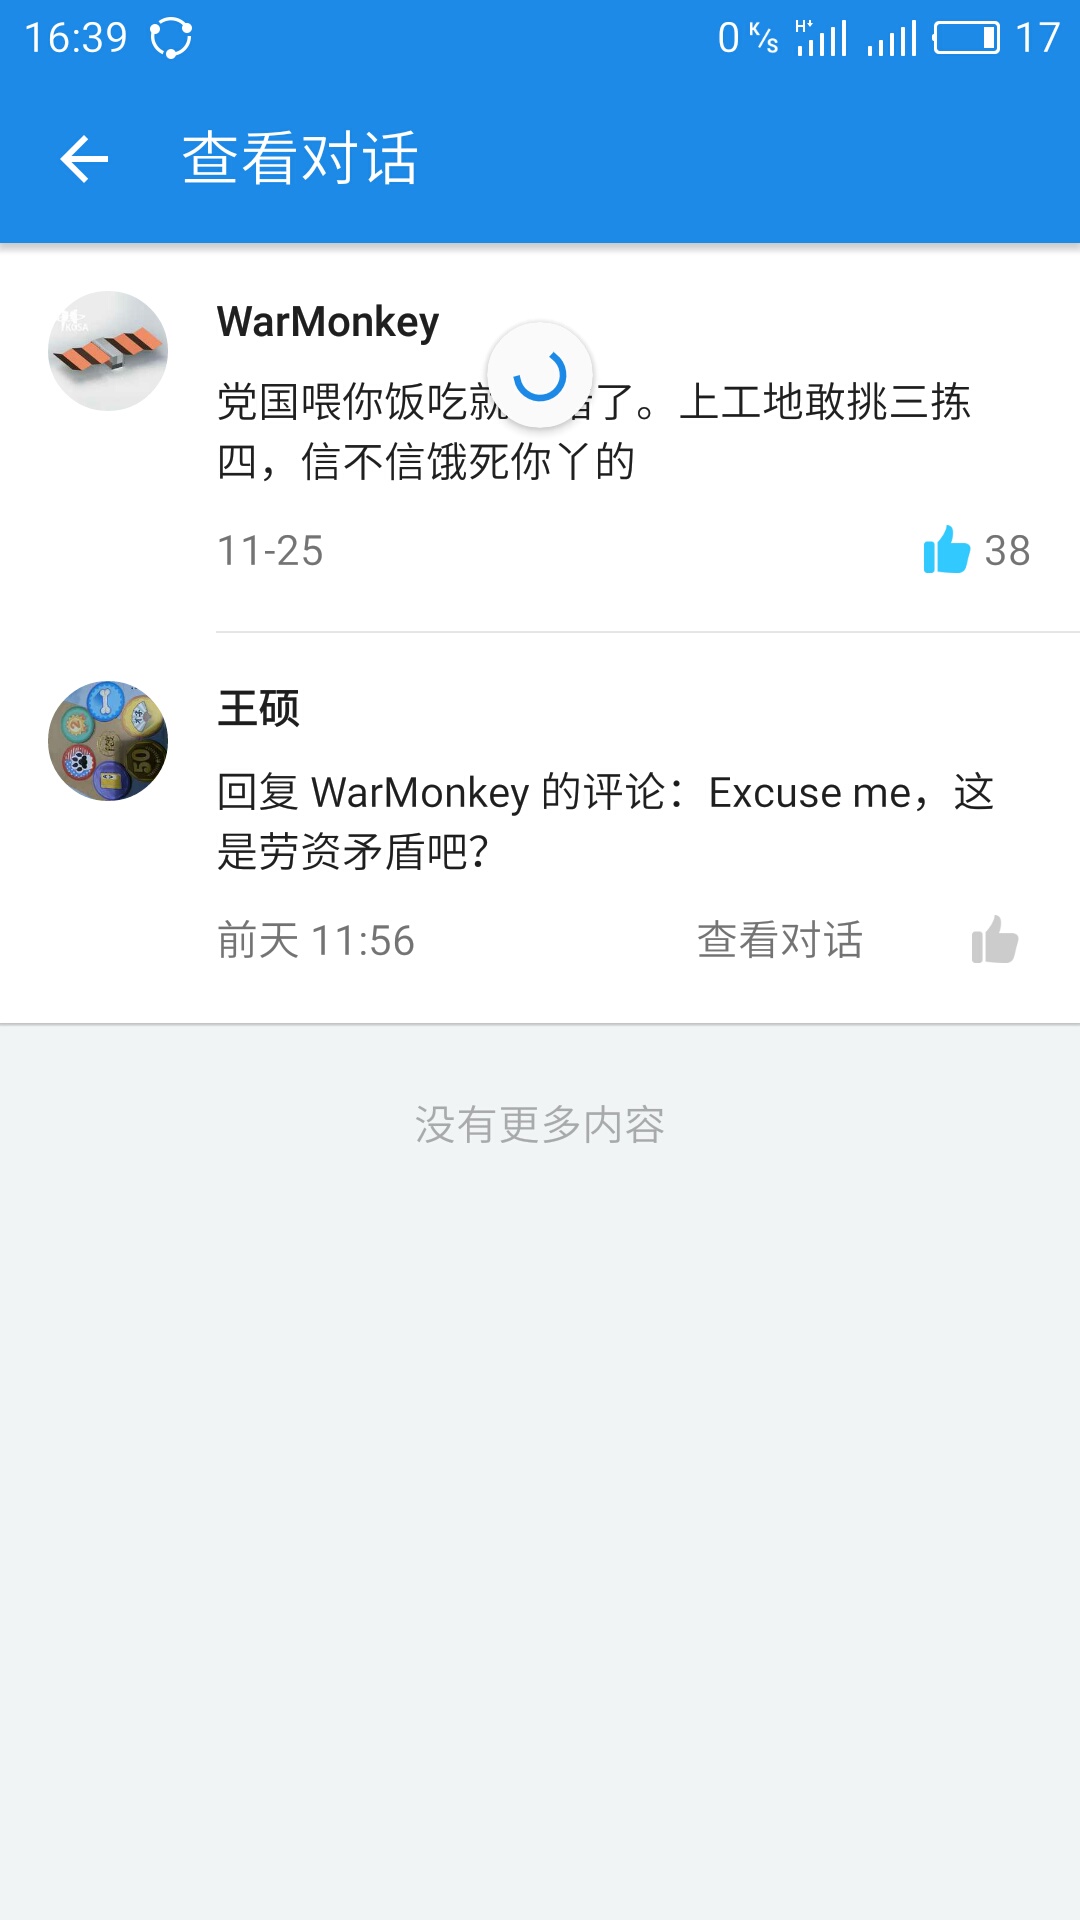 16:39 0 K/s H+ 17
查看对话
WarMonkey
党国喂你饭吃就 了。上工地敢挑三拣
四，信不信饿死你丫的
11-25 38
王硕
回复 WarMonkey 的评论：Excuse me，这
是劳资矛盾吧？
前天 11:56 查看对话
没有更多内容